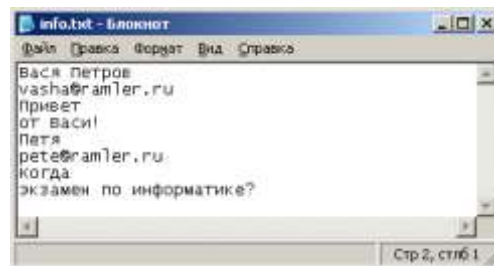 info.txt - Блокнот
Файл Правка Формат Вид Справка
Вася Петров
vasha@ramler.ru
Привет
от Васи!
Петя
pete@ramler.ru
когда
экзамен по информатике?
Стр 2, стлб 1